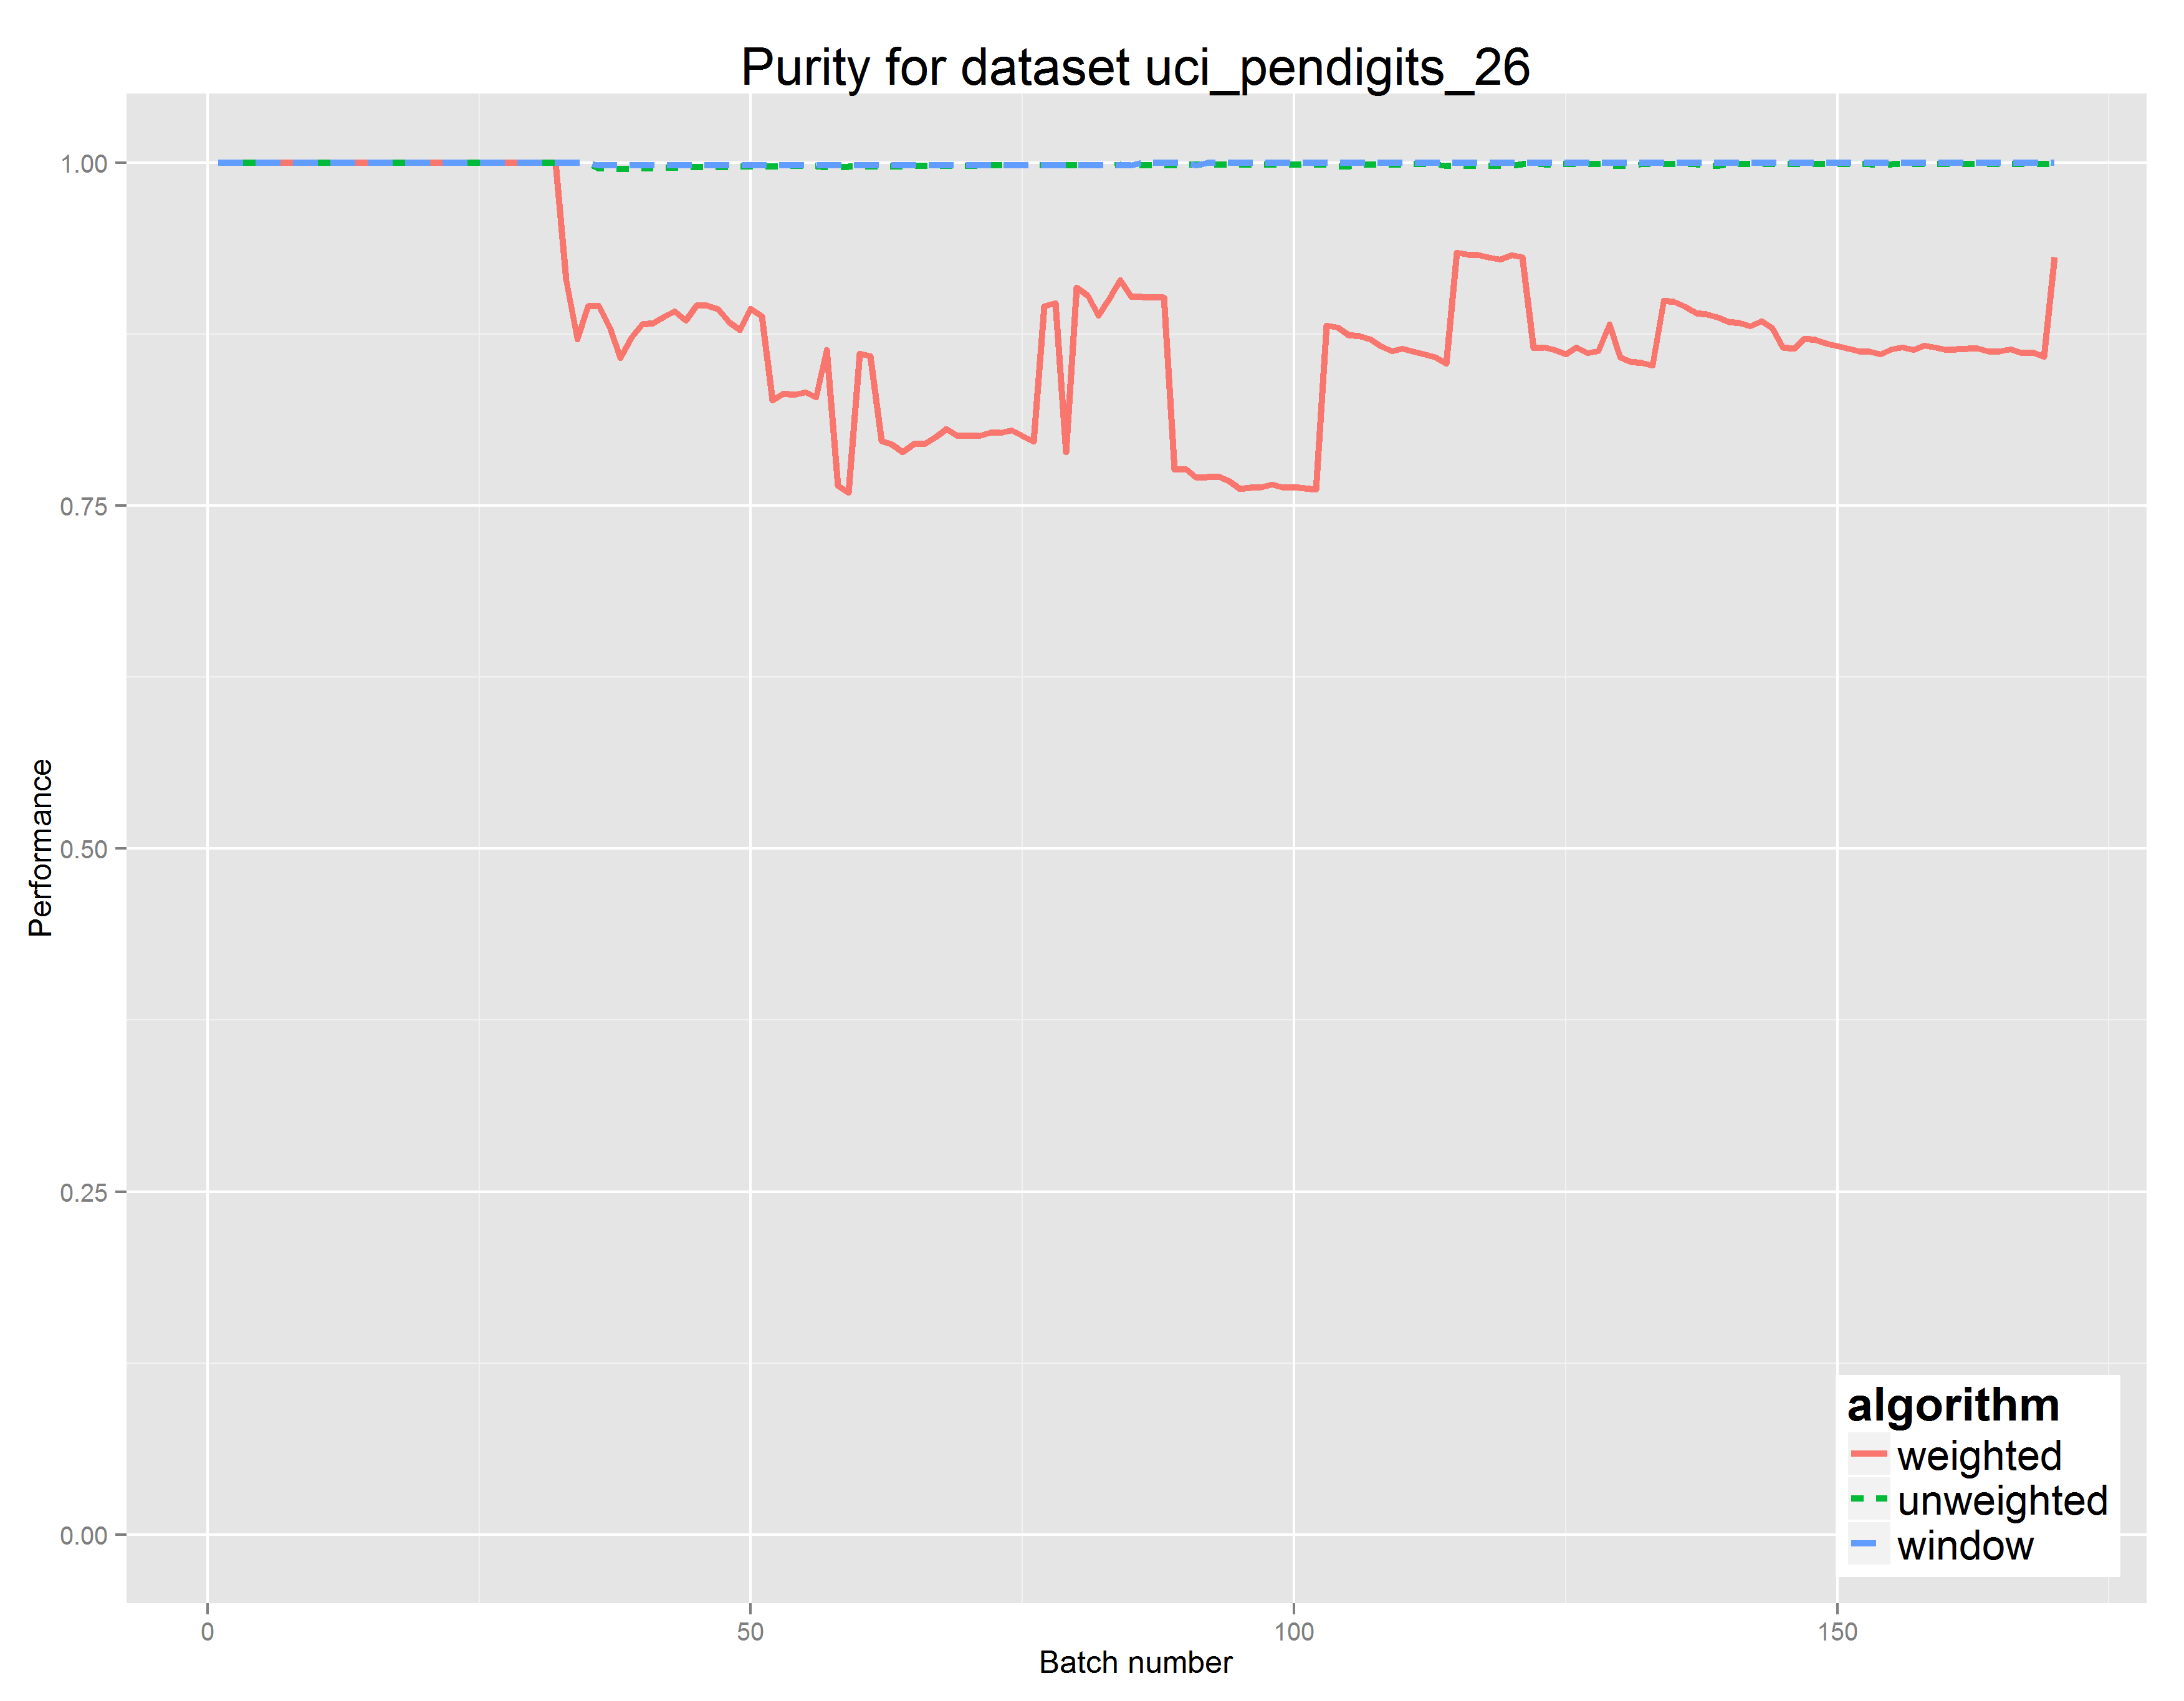 Purity for dataset uci_pendigits_26
1.00
0.75
0.50
0.25
0.00
Performance
0
50
100
150
Batch number
algorithm
weighted
unweighted
window